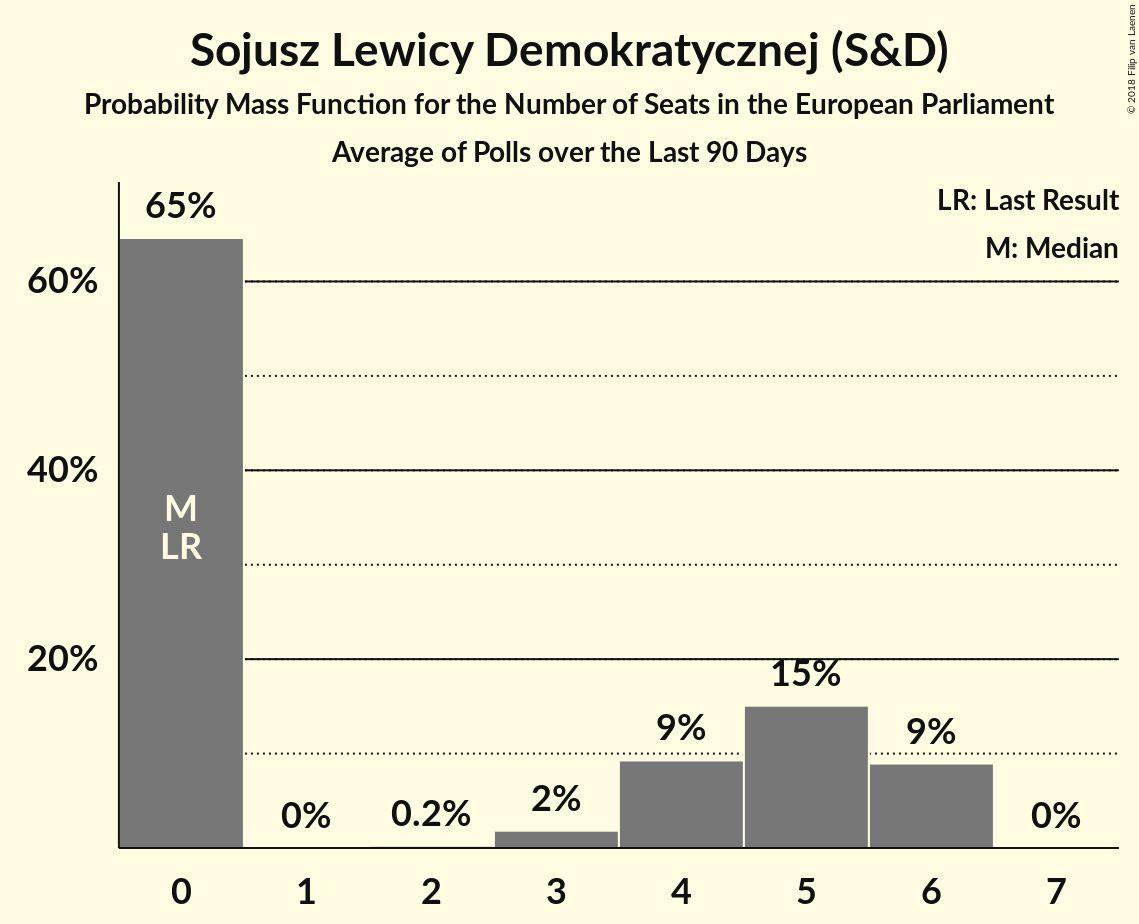 Sojusz Lewicy Demokratycznej (S&D)
Probability Mass Function for the Number of Seats in the European Parliament
Average of Polls over the Last 90 Days
© 2018 Filip van Laenen
LR: Last Result
M: Median
65%
60%
40%
20%
M
LR
0%
0.2%
2%
9%
15%
9%
0%
0 1 2 3 4 5 6 7